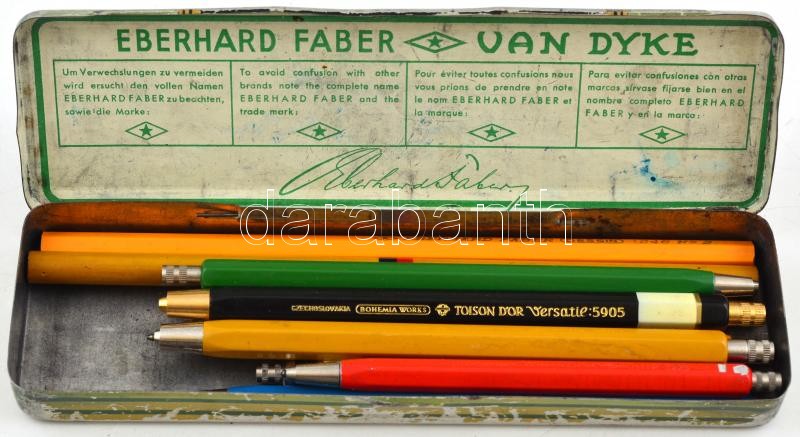 EBERHARD FABER VAN DYKE
Um Verwechslungen zu vermeiden
wird ersucht den vollen Namen
EBERHARD FABER zu beachten,
sowie die Marke:
To avoid confusion with other
brands note the complete name
EBERHARD FABER and the
trade mark:
Pour éviter toutes confusions nous
vous prions de prendre en note
le nom EBERHARD FABER et
la marque:
Para evitar confusiones còn otras
marcas sirvase fijarse bien en el
nombre completo EBERHARD
FABER y en la marca:
Eberhard Faber
darabanth
CZECHOSLOVAKIA BOHEMIA WORKS TOISON D'OR Versatil:5905